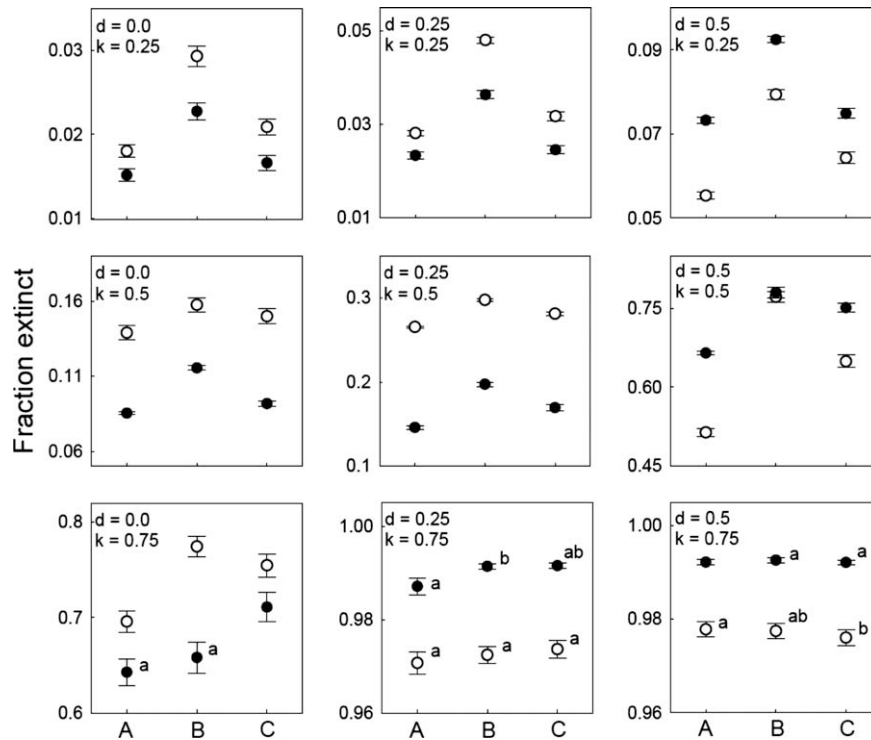 Fraction extinct
d = 0.0
k = 0.25
0.03
0.02
0.01
d = 0.25
k = 0.25
0.05
0.03
0.01
d = 0.5
k = 0.25
0.09
0.07
0.05
d = 0.0
k = 0.5
0.16
0.11
0.06
d = 0.25
k = 0.5
0.3
0.2
0.1
d = 0.5
k = 0.5
0.75
0.60
0.45
d = 0.0
k = 0.75
0.8
0.7
0.6
a
a
A B C
d = 0.25
k = 0.75
1.00
0.98
0.96
a
b
ab
a
a
a
A B C
d = 0.5
k = 0.75
1.00
0.98
0.96
a
a
a
ab
b
A B C